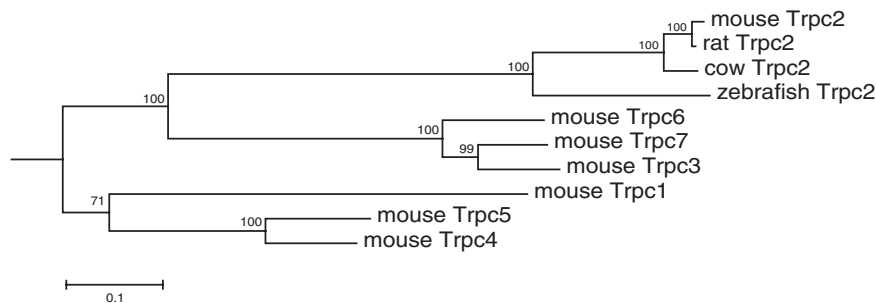 100 mouse Trpc2
100 rat Trpc2
100 cow Trpc2
zebrafish Trpc2
100
100 mouse Trpc6
99 mouse Trpc7
mouse Trpc3
71 mouse Trpc1
100 mouse Trpc5
mouse Trpc4
0.1